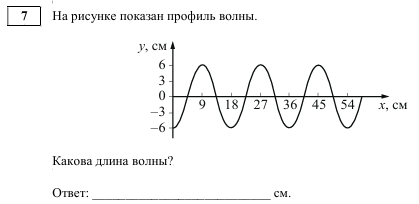 7 На рисунке показан профиль волны.
y, см
6
3
0
−3
−6
9 18 27 36 45 54 x, см
Какова длина волны?
Ответ: ____________________________ см.